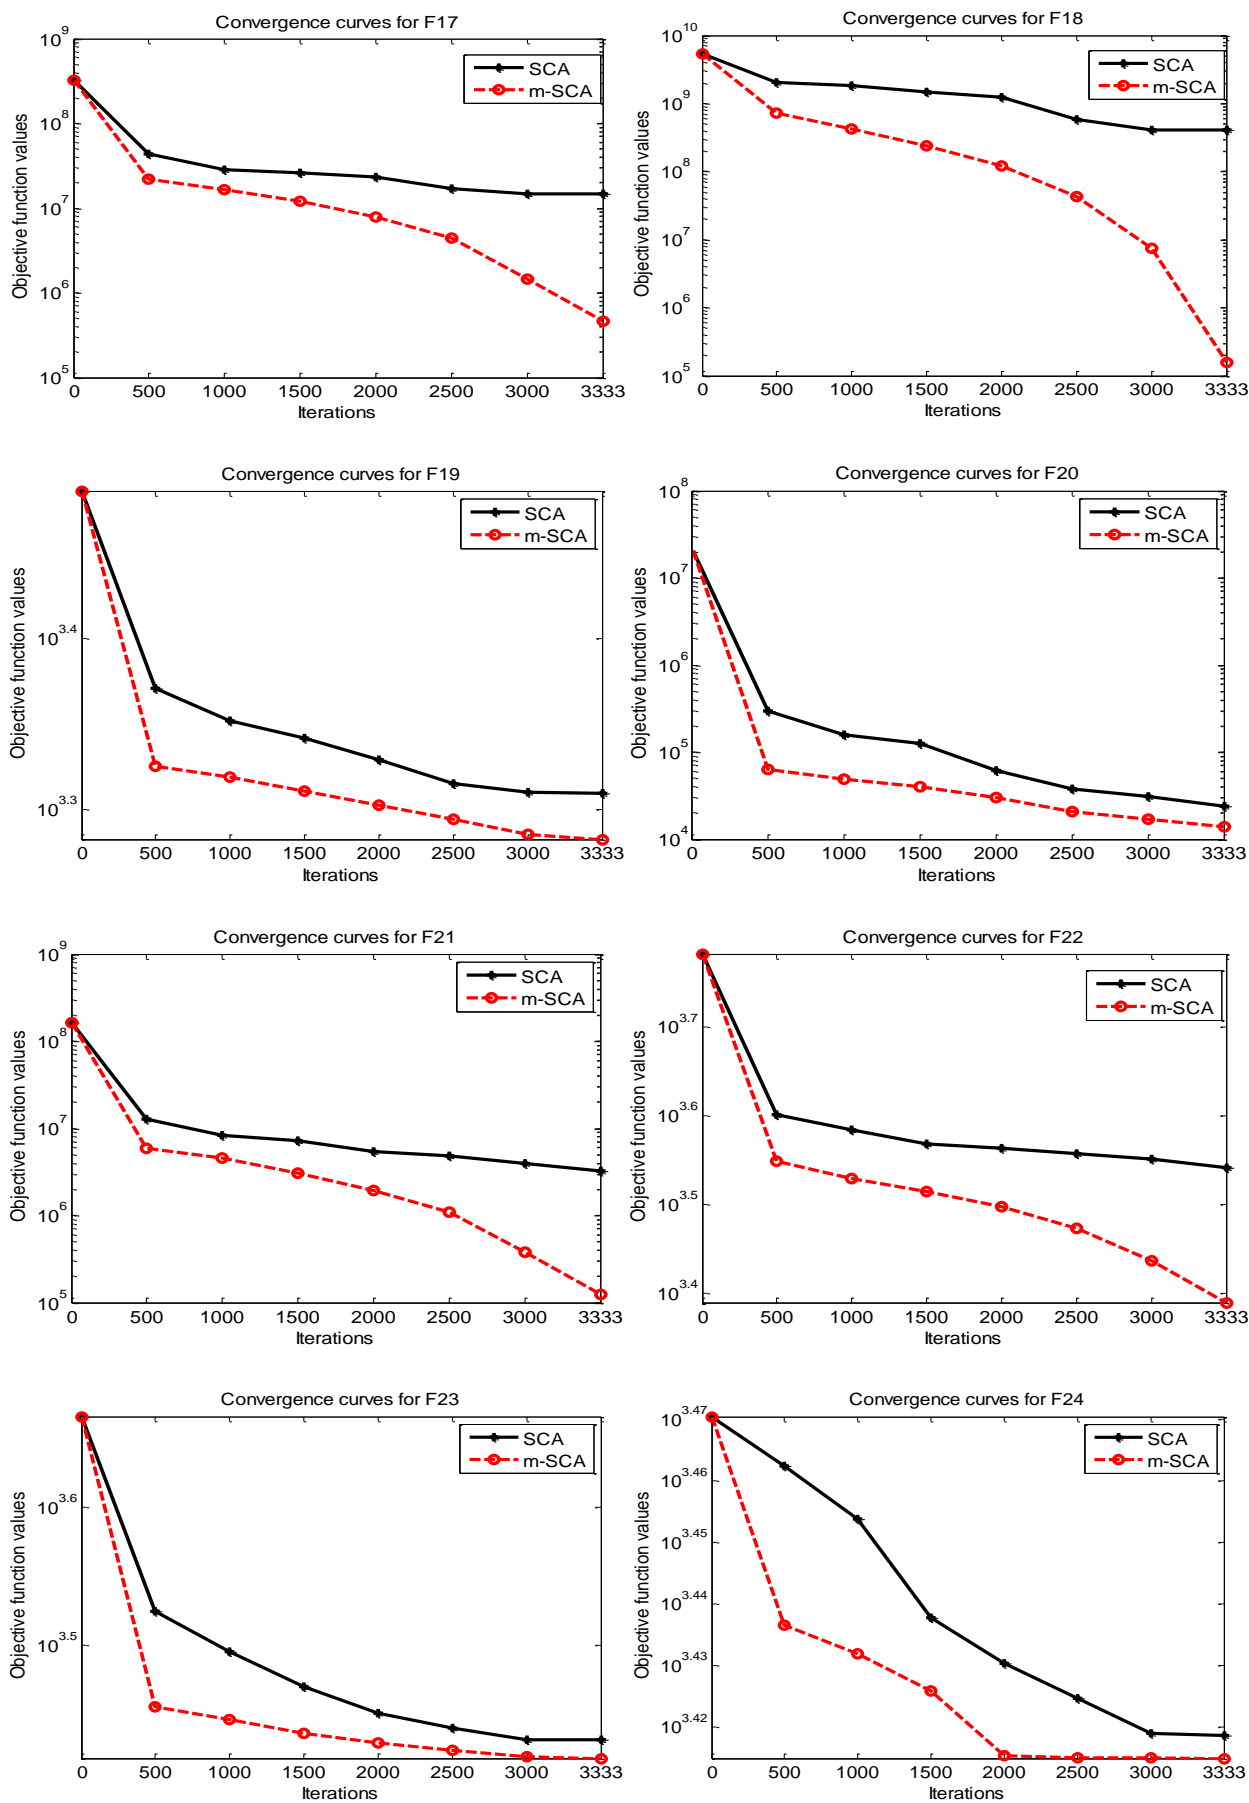 Convergence curves for F17
10^9
10^8
10^7
10^6
10^5
Objective function values
SCA
m-SCA
0 500 1000 1500 2000 2500 3000 3333
Iterations
Convergence curves for F18
10^10
10^9
10^8
10^7
10^6
10^5
Objective function values
SCA
m-SCA
0 500 1000 1500 2000 2500 3000 3333
Iterations
Convergence curves for F19
10^3.4
10^3.3
Objective function values
SCA
m-SCA
0 500 1000 1500 2000 2500 3000 3333
Iterations
Convergence curves for F20
10^8
10^7
10^6
10^5
10^4
Objective function values
SCA
m-SCA
0 500 1000 1500 2000 2500 3000 3333
Iterations
Convergence curves for F21
10^9
10^8
10^7
10^6
10^5
Objective function values
SCA
m-SCA
0 500 1000 1500 2000 2500 3000 3333
Iterations
Convergence curves for F22
10^3.7
10^3.6
10^3.5
10^3.4
Objective function values
SCA
m-SCA
0 500 1000 1500 2000 2500 3000 3333
Iterations
Convergence curves for F23
10^3.6
10^3.5
Objective function values
SCA
m-SCA
0 500 1000 1500 2000 2500 3000 3333
Iterations
Convergence curves for F24
10^3.47
10^3.46
10^3.45
10^3.44
10^3.43
10^3.42
Objective function values
SCA
m-SCA
0 500 1000 1500 2000 2500 3000 3333
Iterations